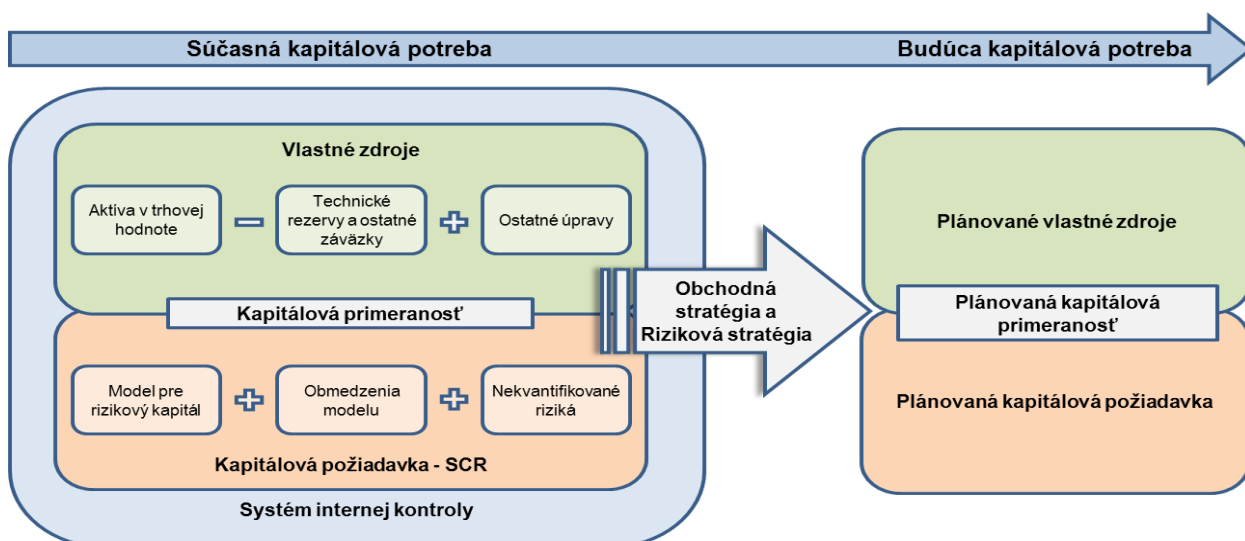 Súčasná kapitálová potreba
Budúca kapitálová potreba
Vlastné zdroje
Aktíva v trhovej
hodnote
Technické
rezervy a ostatné
záväzky
Ostatné úpravy
Kapitálová primeranosť
Model pre
rizikový kapitál
Obmedzenia
modelu
Nekvantifikované
riziká
Kapitálová požiadavka - SCR
Systém internej kontroly
Obchodná
stratégia a
Riziková stratégia
Plánované vlastné zdroje
Plánovaná kapitálová
primeranosť
Plánovaná kapitálová požiadavka